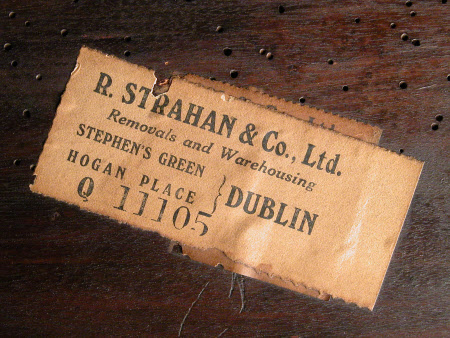 R. STRAHAN & Co., Ltd.
Removals and Warehousing
STEPHEN'S GREEN
HOGAN PLACE } DUBLIN
Q 11105